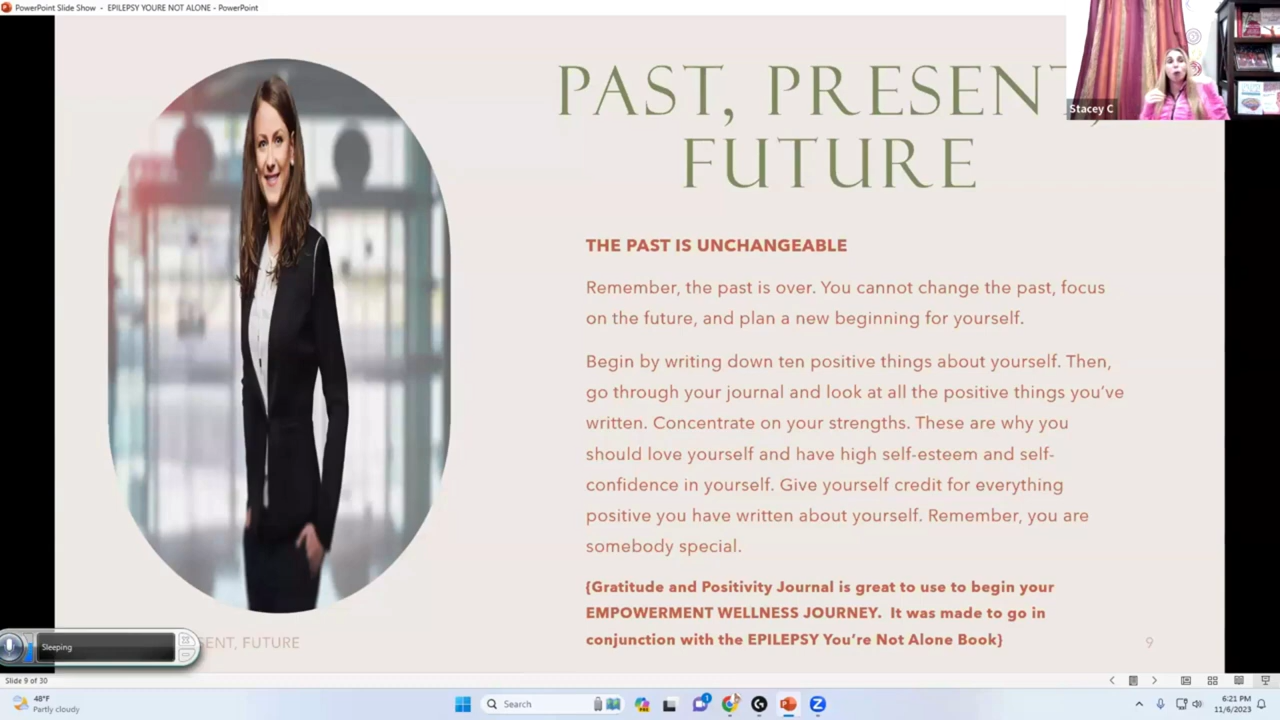 PowerPoint Slide Show - EPILEPSY YOURE NOT ALONE - PowerPoint
PAST, PRESENT,
FUTURE
Stacey C
THE PAST IS UNCHANGEABLE
Remember, the past is over. You cannot change the past, focus
on the future, and plan a new beginning for yourself.
Begin by writing down ten positive things about yourself. Then,
go through your journal and look at all the positive things you've
written. Concentrate on your strengths. These are why you
should love yourself and have high self-esteem and self-
confidence in yourself. Give yourself credit for everything
positive you have written about yourself. Remember, you are
somebody special.
{Gratitude and Positivity Journal is great to use to begin your
EMPOWERMENT WELLNESS JOURNEY. It was made to go in
conjunction with the EPILEPSY You're Not Alone Book}
Sleeping
SENT, FUTURE
9
Slide 9 of 30
48°F
Partly cloudy
Search
1
6:21 PM
11/6/2023